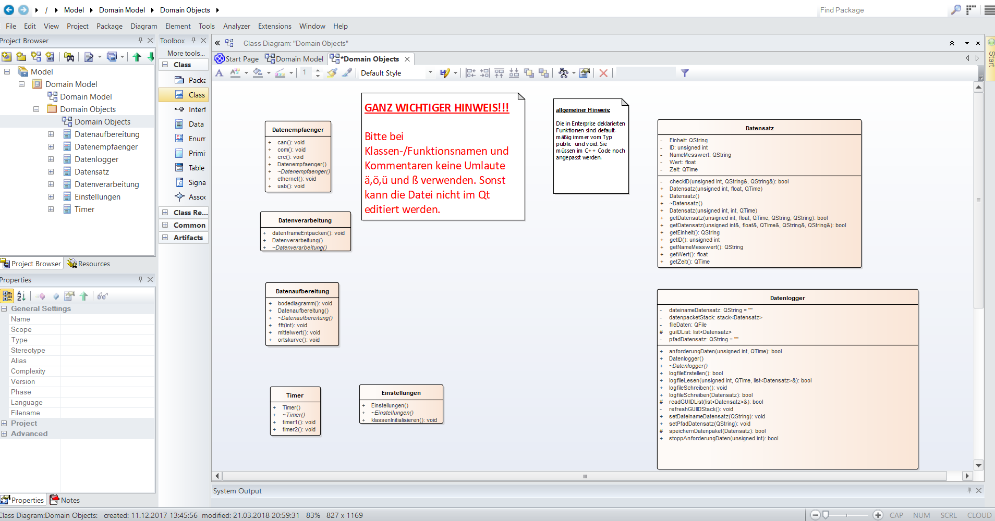 Model
Domain Model
Domain Objects
Find Package
File Edit View Project Package Diagram Element Tools Analyzer Extensions Window Help
Project Browser
Toolbox
Class Diagram: "Domain Objects"
More tools...
Start Page
Domain Model
*Domain Objects
Default Style
Model
Domain Model
Domain Model
Domain Objects
Domain Objects
Datenaufbereitung
Datenempfaenger
Datenlogger
Datensatz
Datenverarbeitung
Einstellungen
Timer
Class
Packa
Class
Interf
Data
Enum
Primi
Table
Signa
Assoc
Class Re...
Common
Artifacts
Project Browser
Resources
Properties
General Settings
Name
Scope
Type
Stereotype
Alias
Complexity
Version
Phase
Language
Filename
Project
Advanced
Properties
Notes
Datenempfaenger
+ can(): void
+ com(): void
+ crc(): void
+ Datenempfaenger()
+ ~Datenempfaenger()
+ ethernet(): void
+ usb(): void
Datenverarbeitung
+ datenframeEntpacken(): void
+ Datenverarbeitung()
+ ~Datenverarbeitung()
Datenaufbereitung
+ bodediagramm(): void
+ Datenaufbereitung()
+ ~Datenaufbereitung()
+ fft(int): void
+ mittelwert(): void
+ ortskurve(): void
Timer
+ Timer()
+ ~Timer()
+ timer1(): void
+ timer2(): void
Einstellungen
+ Einstellungen()
+ ~Einstellungen()
+ klassenInitialisieren(): void
GANZ WICHTIGER HINWEIS!!!
Bitte bei
Klassen-/Funktionsnamen und
Kommentaren keine Umlaute
ä,ö,ü und ß verwenden. Sonst
kann die Datei nicht im Qt
editiert werden.
allgemeiner Hinweis:
Die in Enterprise deklarierten
Funktionen sind default
mäßig immer vom Typ
public und void. Sie
müssen im C++ Code noch
angepasst werden.
Datensatz
- Einheit: QString
- ID: unsigned int
- NameMesswert: QString
- Wert: float
- Zeit: QTime
+ checkID(unsigned int, QString&, QString&): bool
+ Datensatz(unsigned int, float, QTime)
+ Datensatz()
+ ~Datensatz()
+ Datensatz(unsigned int, int, QTime)
+ getDatensatz(unsigned int, float, QTime, QString, QString): bool
+ getDatensatz(unsigned int&, float&, QTime&, QString&, QString&): bool
+ getEinheit(): QString
+ getID(): unsigned int
+ getNameMesswert(): QString
+ getWert(): float
+ getZeit(): QTime
Datenlogger
- dateinameDatensatz: QString = ""
- datenpacketStack: stack<Datensatz>
- fileDaten: QFile
# guiIDList: list<Datensatz>
- pfadDatensatz: QString = ""
+ anforderungDaten(unsigned int, QTime): bool
+ Datenlogger()
+ ~Datenlogger()
+ logfileErstellen(): bool
+ logfileLesen(unsigned int, QTime, list<Datensatz>&): bool
+ logfileSchreiben(): void
+ logfileSchreiben(Datensatz): bool
# readGUIDList(list<Datensatz>&): bool
+ refreshGUIIDStack(): void
+ setDateinameDatensatz(QString): void
+ setPfadDatensatz(QString): void
# speichernDatenpaket(Datensatz): bool
+ stoppAnforderungDaten(unsigned int): bool
Start
System Output
Class Diagram:Domain Objects: created: 11.12.2017 13:45:56 modified: 21.03.2018 20:59:31 83% 827 x 1169
CAP NUM SCRL CLOUD